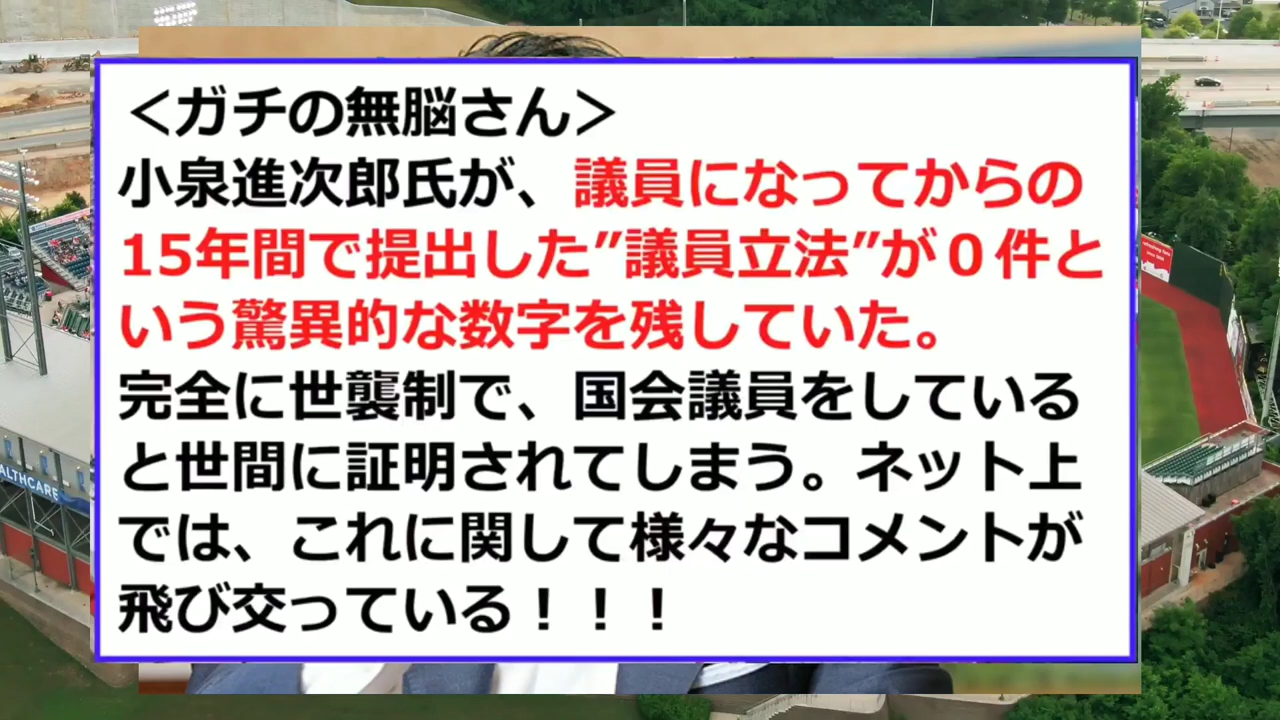 ＜ガチの無脳さん＞
小泉進次郎氏が、議員になってからの
15年間で提出した”議員立法”が０件と
いう驚異的な数字を残していた。
完全に世襲制で、国会議員をしている
と世間に証明されてしまう。ネット上
では、これに関して様々なコメントが
飛び交っている！！！
ALTHCARE